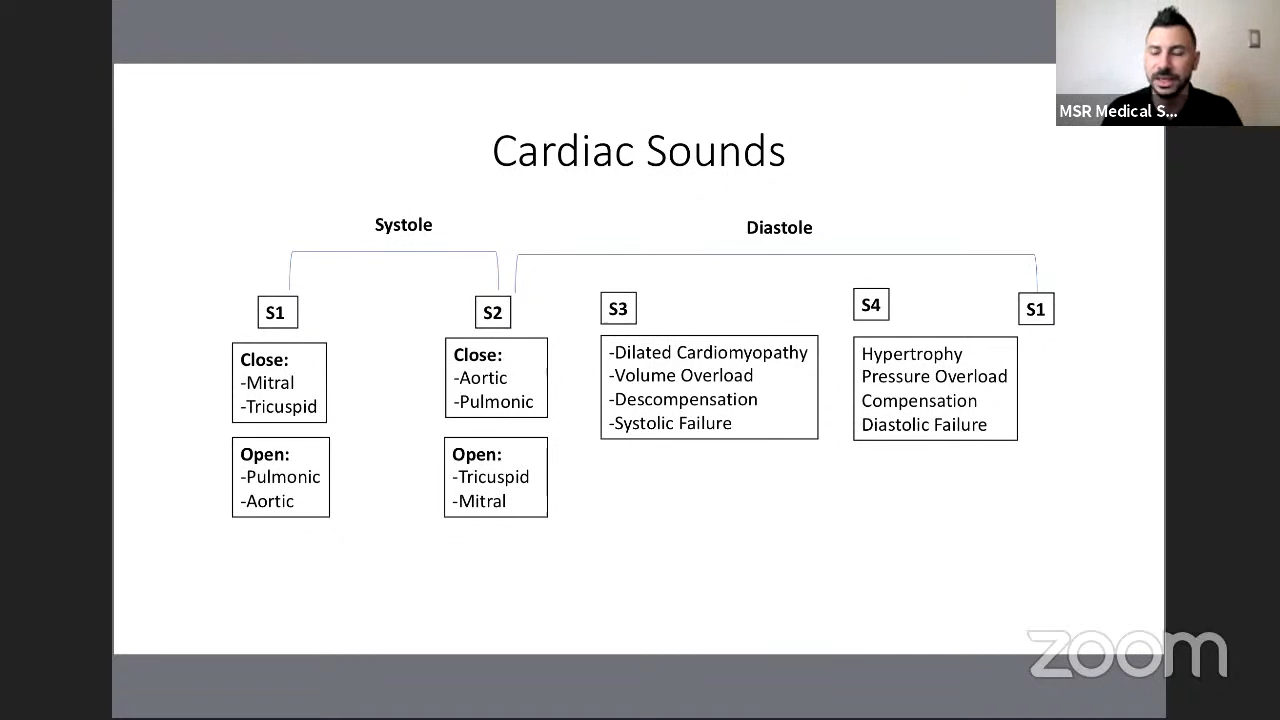 MSR Medical S...
Cardiac Sounds
Systole
Diastole
S1
S2
S3
S4
S1
Close:
-Mitral
-Tricuspid
Open:
-Pulmonic
-Aortic
Close:
-Aortic
-Pulmonic
Open:
-Tricuspid
-Mitral
-Dilated Cardiomyopathy
-Volume Overload
-Descompensation
-Systolic Failure
Hypertrophy
Pressure Overload
Compensation
Diastolic Failure
zoom